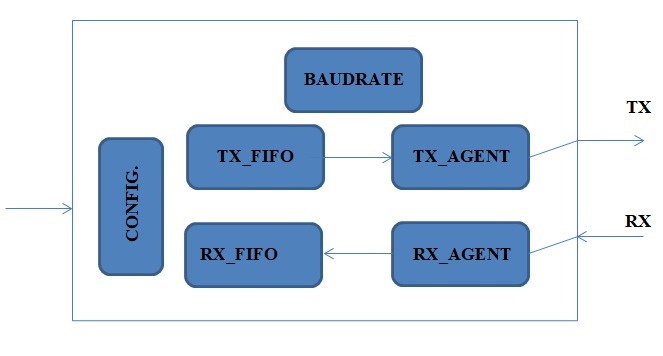 BAUDRATE
TX
TX_FIFO
TX_AGENT
CONFIG.
RX
RX_FIFO
RX_AGENT